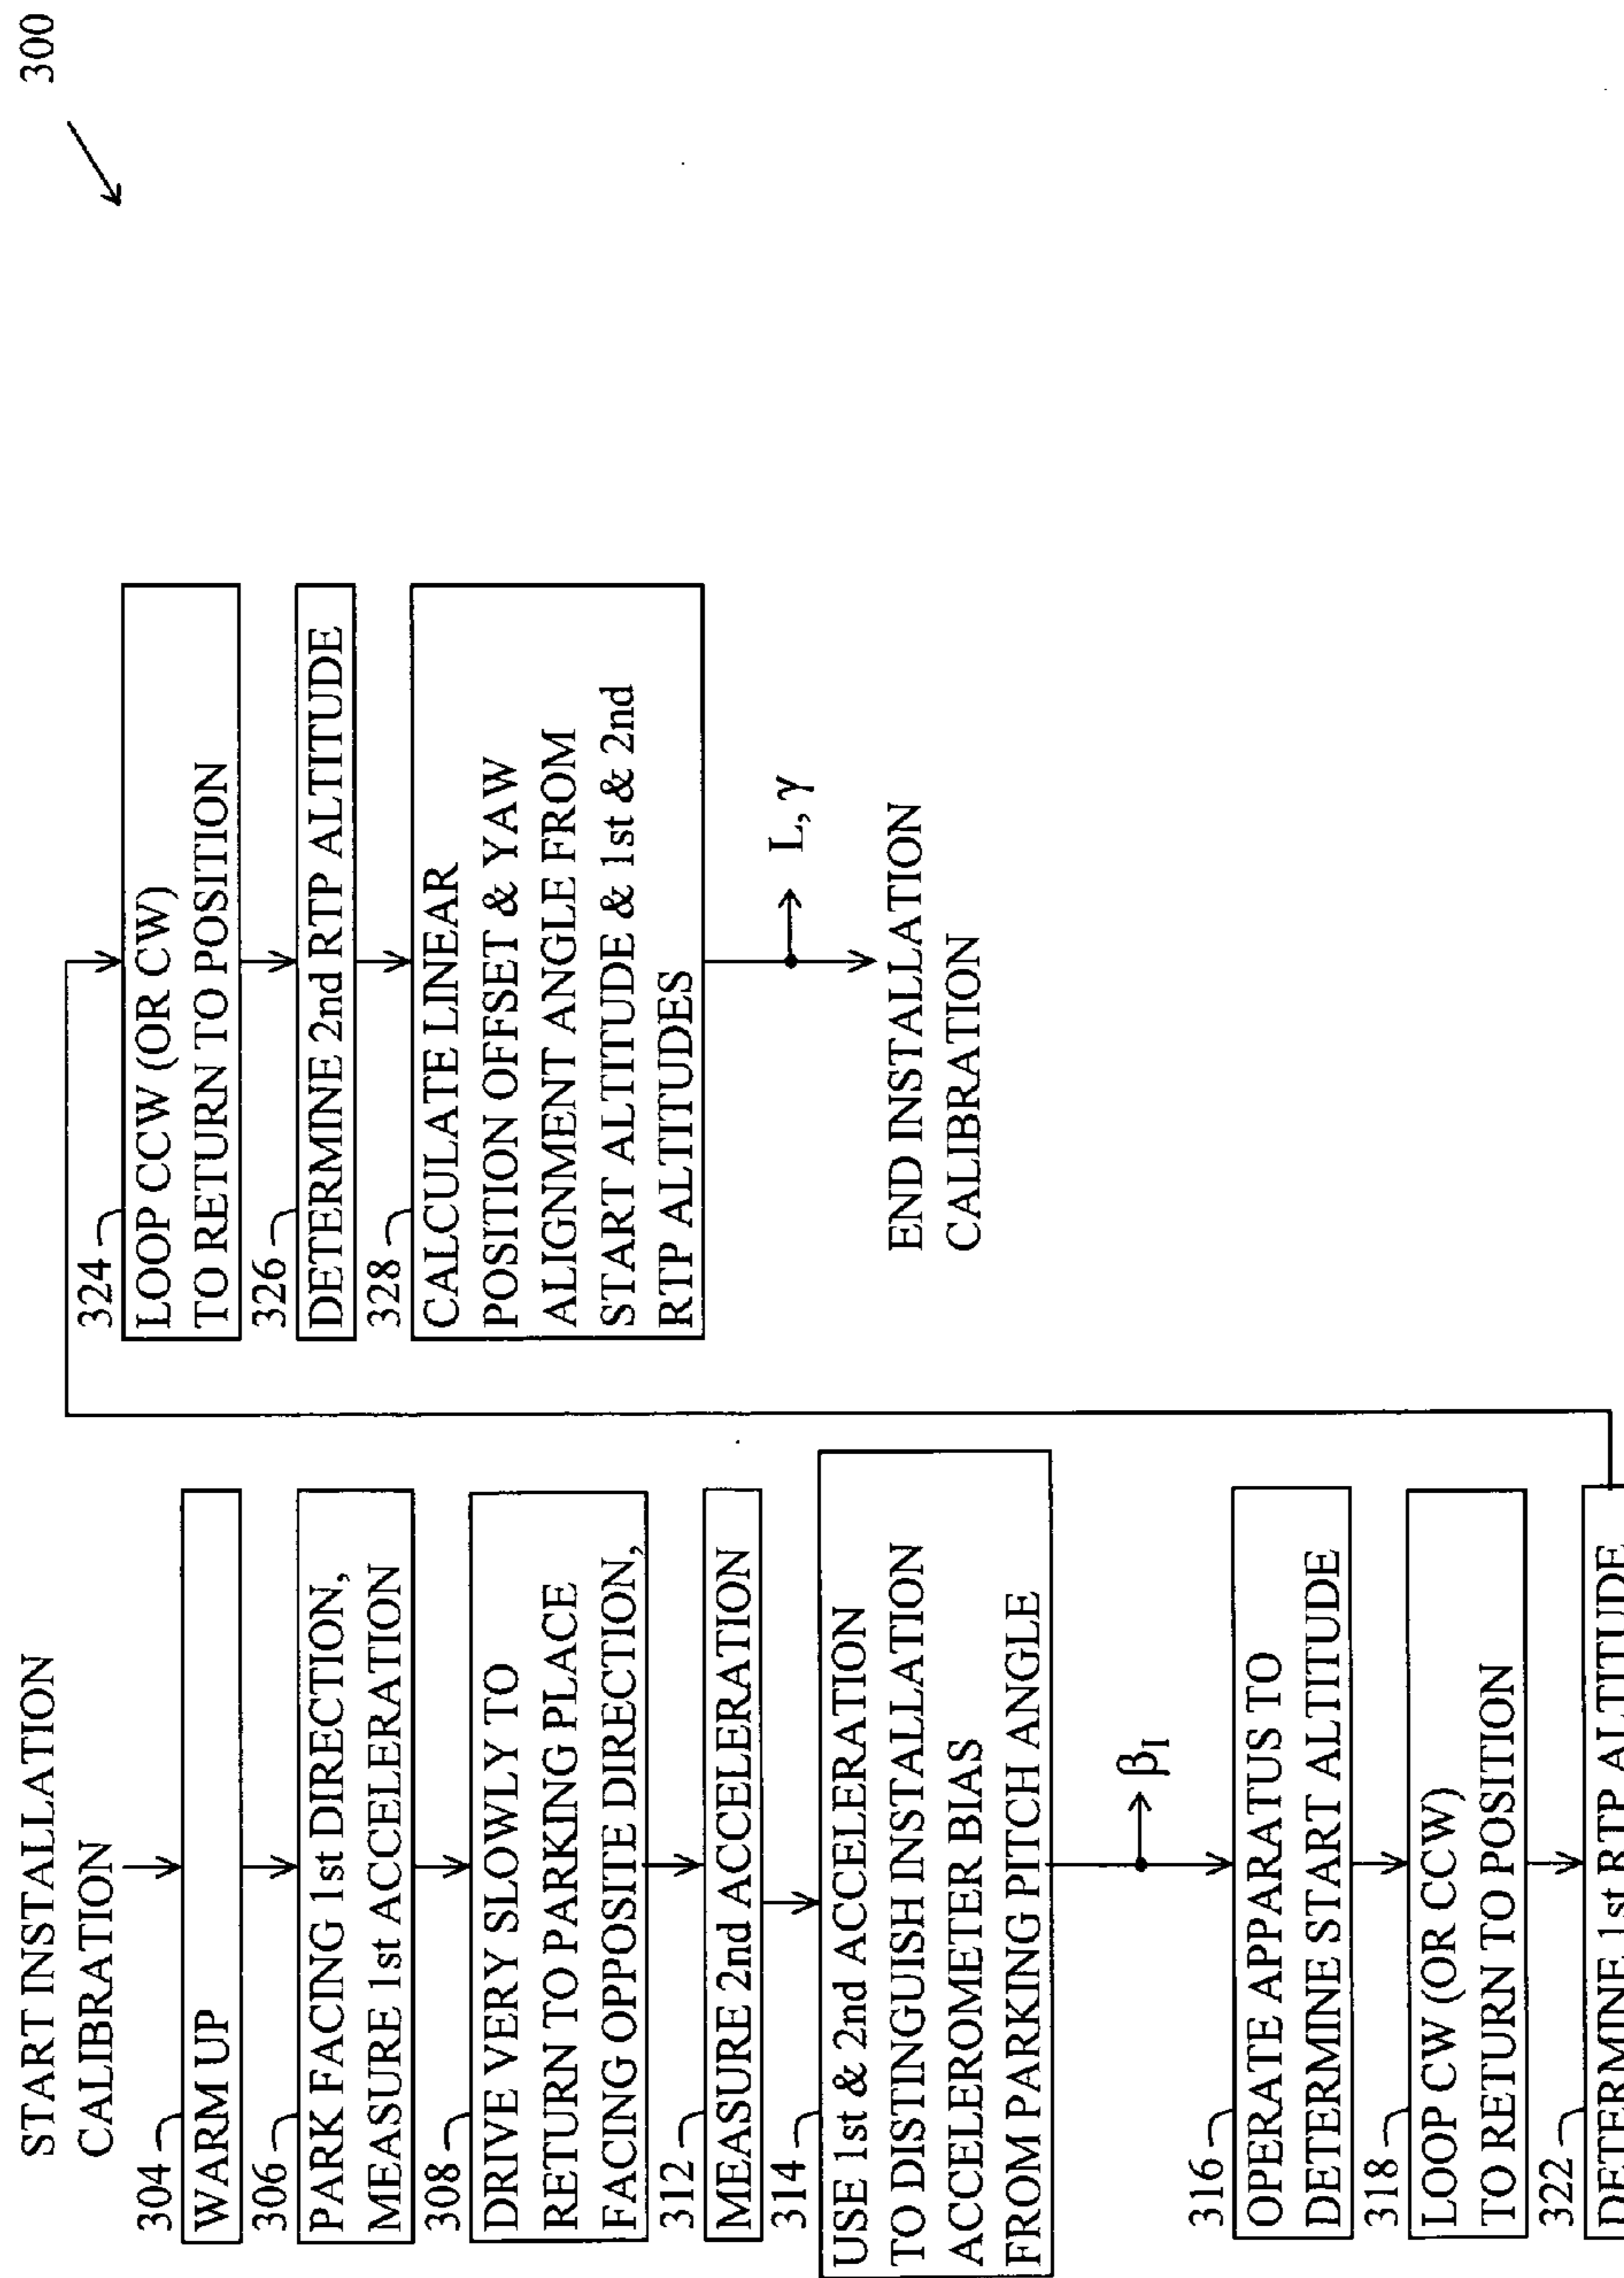 300
START INSTALLATION
CALIBRATION
304
WARM UP
306
PARK FACING 1st DIRECTION,
MEASURE 1st ACCELERATION
308
DRIVE VERY SLOWLY TO
RETURN TO PARKING PLACE
FACING OPPOSITE DIRECTION,
312
MEASURE 2nd ACCELERATION
314
USE 1st & 2nd ACCELERATION
TO DISTINGUISH INSTALLATION
ACCELEROMETER BIAS
FROM PARKING PITCH ANGLE
βI
316
OPERATE APPARATUS TO
DETERMINE START ALTITUDE
318
LOOP CW (OR CCW)
TO RETURN TO POSITION
322
DETERMINE 1st RTP ALTITUDE
324
LOOP CCW (OR CW)
TO RETURN TO POSITION
326
DETERMINE 2nd RTP ALTITUDE
328
CALCULATE LINEAR
POSITION OFFSET & YAW
ALIGNMENT ANGLE FROM
START ALTITUDE & 1st & 2nd
RTP ALTITUDES
L, γ
END INSTALLATION
CALIBRATION